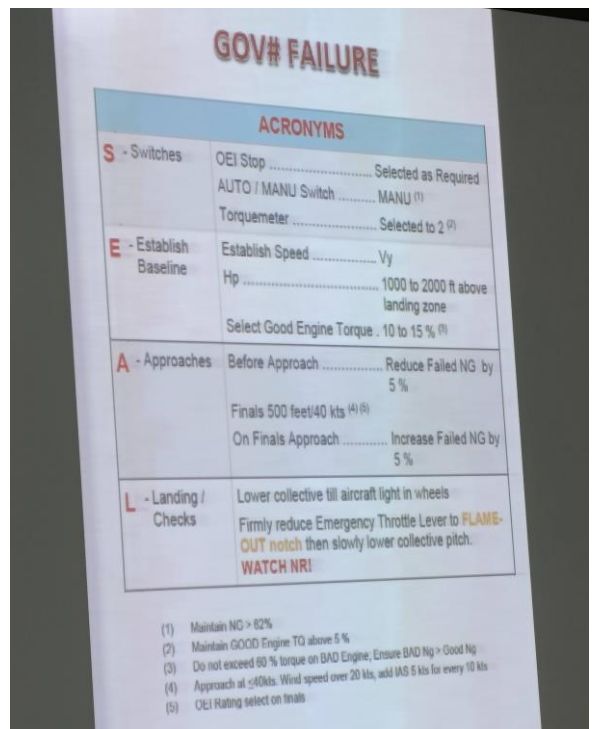 GOV# FAILURE
ACRONYMS
S - Switches
OEI Stop ............................ Selected as Required
AUTO / MANU Switch .......... MANU (1)
Torquemeter ....................... Selected to 2 (2)
E - Establish
Baseline
Establish Speed ................. Vy
Hp ..................................... 1000 to 2000 ft above
landing zone
Select Good Engine Torque . 10 to 15 % (3)
A - Approaches
Before Approach ................ Reduce Failed NG by
5 %
Finals 500 feet/40 kts (4) (5)
On Finals Approach ............ Increase Failed NG by
5 %
L - Landing /
Checks
Lower collective till aircraft light in wheels
Firmly reduce Emergency Throttle Lever to FLAME-
OUT notch then slowly lower collective pitch.
WATCH NR!
(1) Maintain NG > 62%
(2) Maintain GOOD Engine TQ above 5 %
(3) Do not exceed 60 % torque on BAD Engine, Ensure BAD Ng > Good Ng
(4) Approach at ≤40kts. Wind speed over 20 kts, add IAS 5 kts for every 10 kts
(5) OEI Rating select on finals